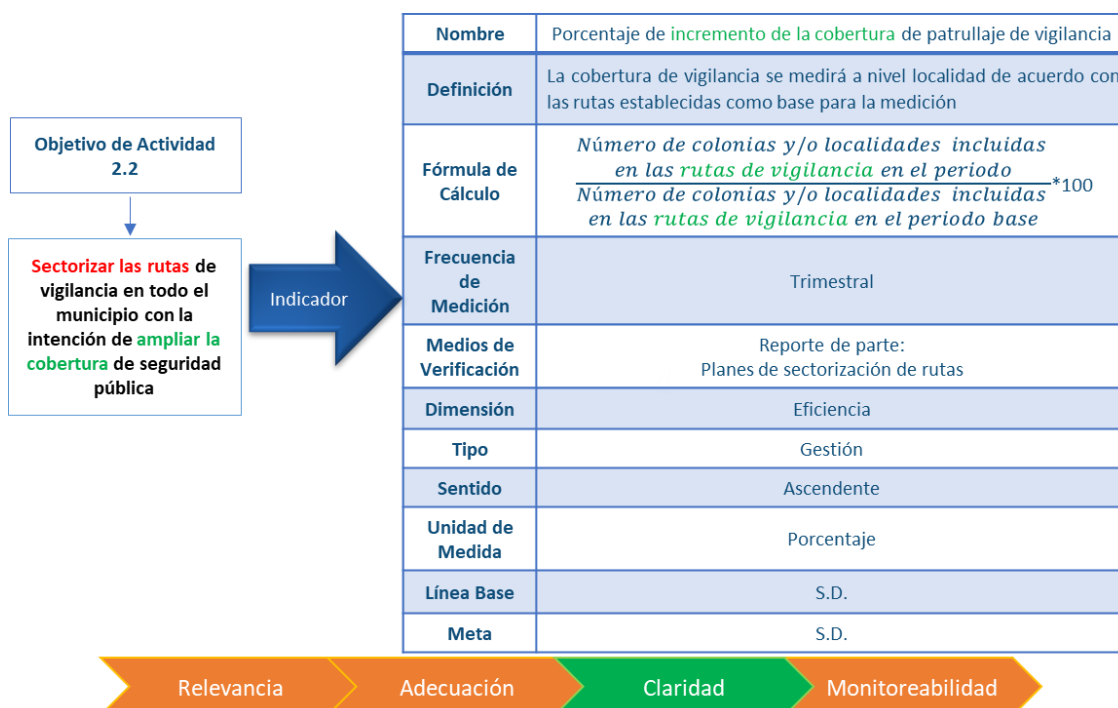 Objetivo de Actividad
2.2
Sectorizar las rutas de
vigilancia en todo el
municipio con la
intención de ampliar la
cobertura de seguridad
pública
Indicador
Nombre
Porcentaje de incremento de la cobertura de patrullaje de vigilancia
Definición
La cobertura de vigilancia se medirá a nivel localidad de acuerdo con
las rutas establecidas como base para la medición
Fórmula de
Cálculo
Número de colonias y/o localidades incluidas
en las rutas de vigilancia en el periodo
Número de colonias y/o localidades incluidas
en las rutas de vigilancia en el periodo base
*100
Frecuencia
de
Medición
Trimestral
Medios de
Verificación
Reporte de parte:
Planes de sectorización de rutas
Dimensión
Eficiencia
Tipo
Gestión
Sentido
Ascendente
Unidad de
Medida
Porcentaje
Línea Base
S.D.
Meta
S.D.
Relevancia
Adecuación
Claridad
Monitoreabilidad